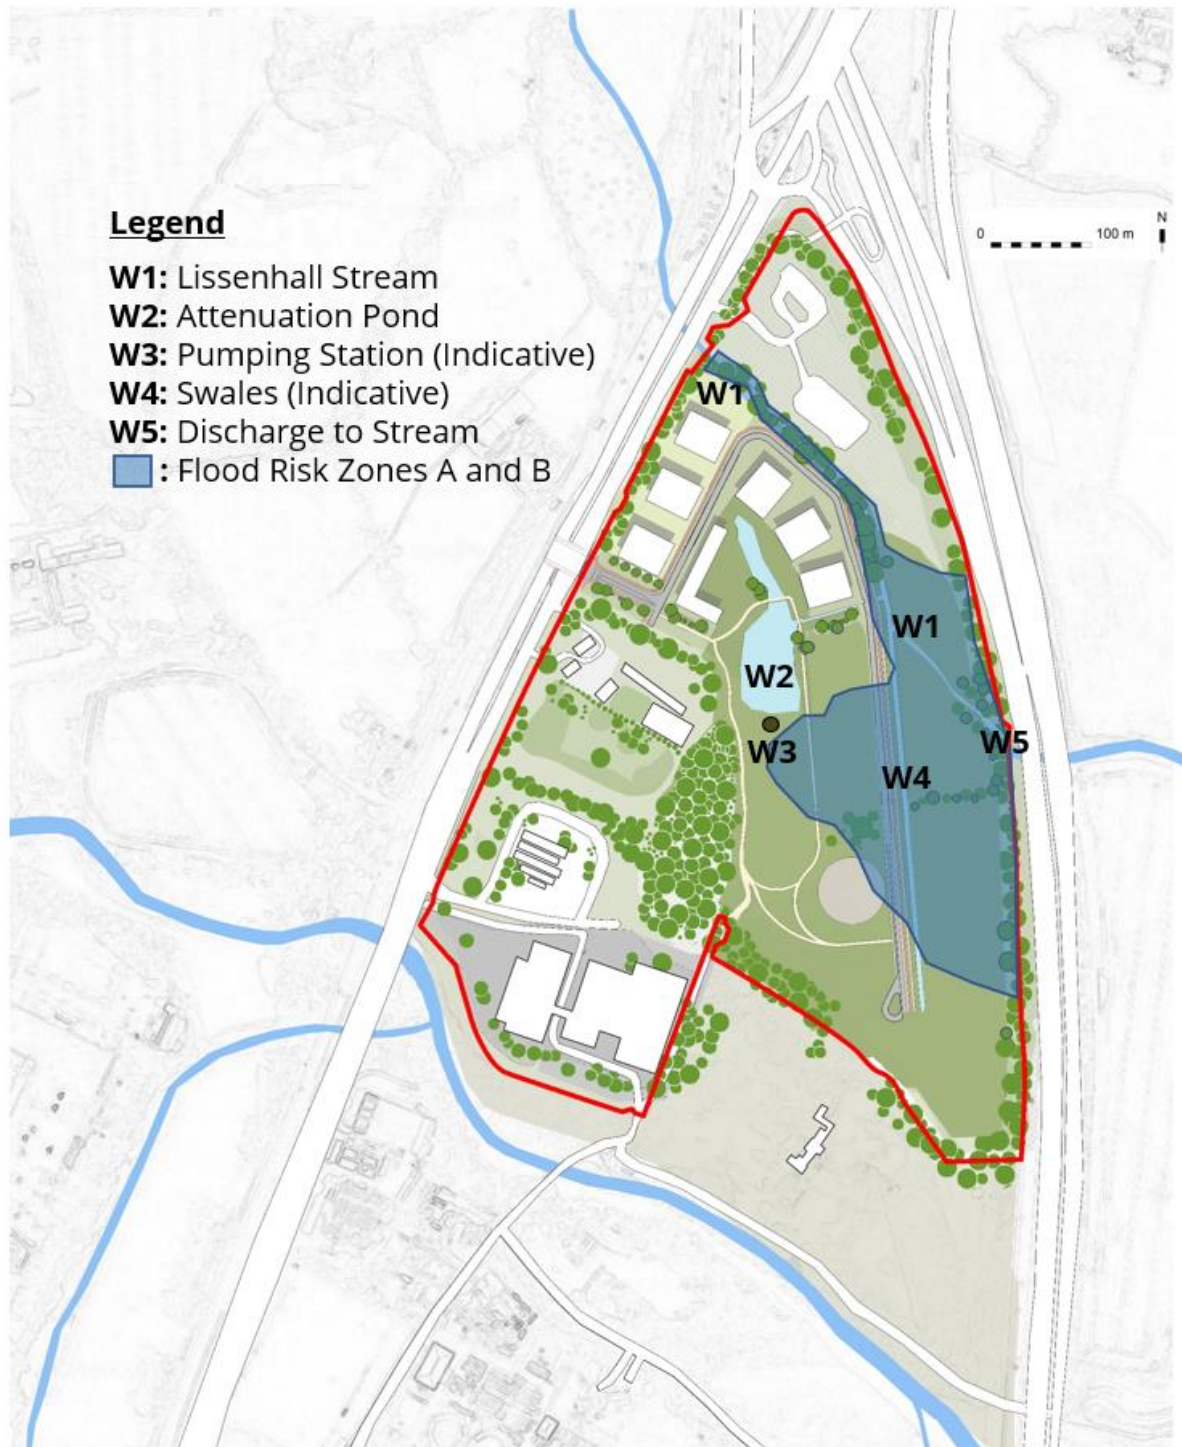 Legend
W1: Lissenhall Stream
W2: Attenuation Pond
W3: Pumping Station (Indicative)
W4: Swales (Indicative)
W5: Discharge to Stream
: Flood Risk Zones A and B
N
0 100 m
W1
W1
W2
W5
W3
W4